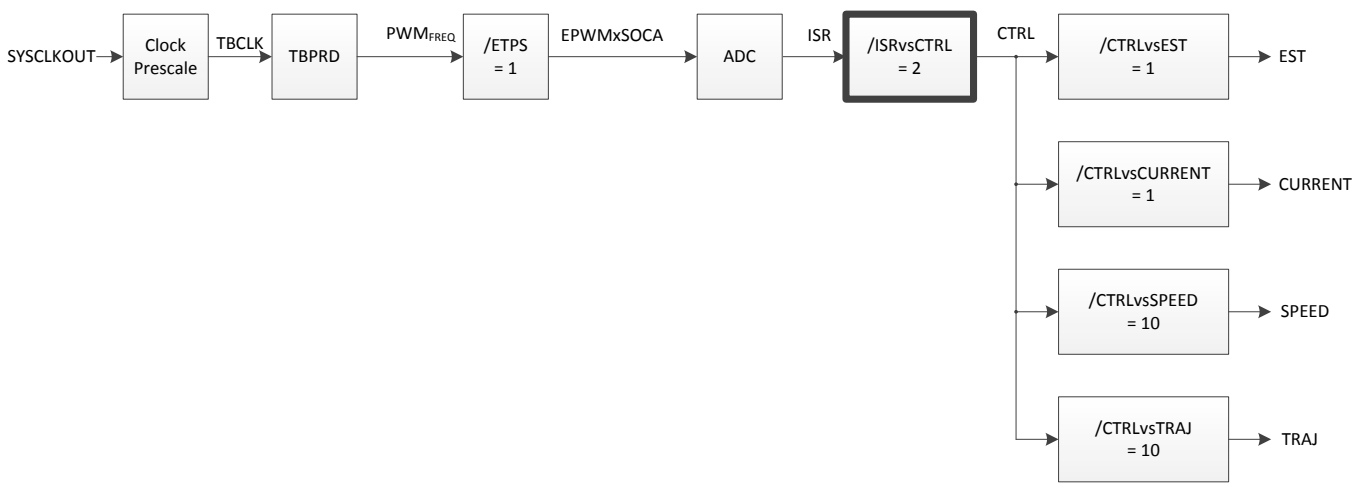 SYSCLKOUT
Clock
Prescale
TBCLK
TBPRD
PWMFREQ
/ETPS
= 1
EPWMxSOCA
ADC
ISR
/ISRvsCTRL
= 2
CTRL
/CTRLvsEST
= 1
EST
/CTRLvsCURRENT
= 1
CURRENT
/CTRLvsSPEED
= 10
SPEED
/CTRLvsTRAJ
= 10
TRAJ